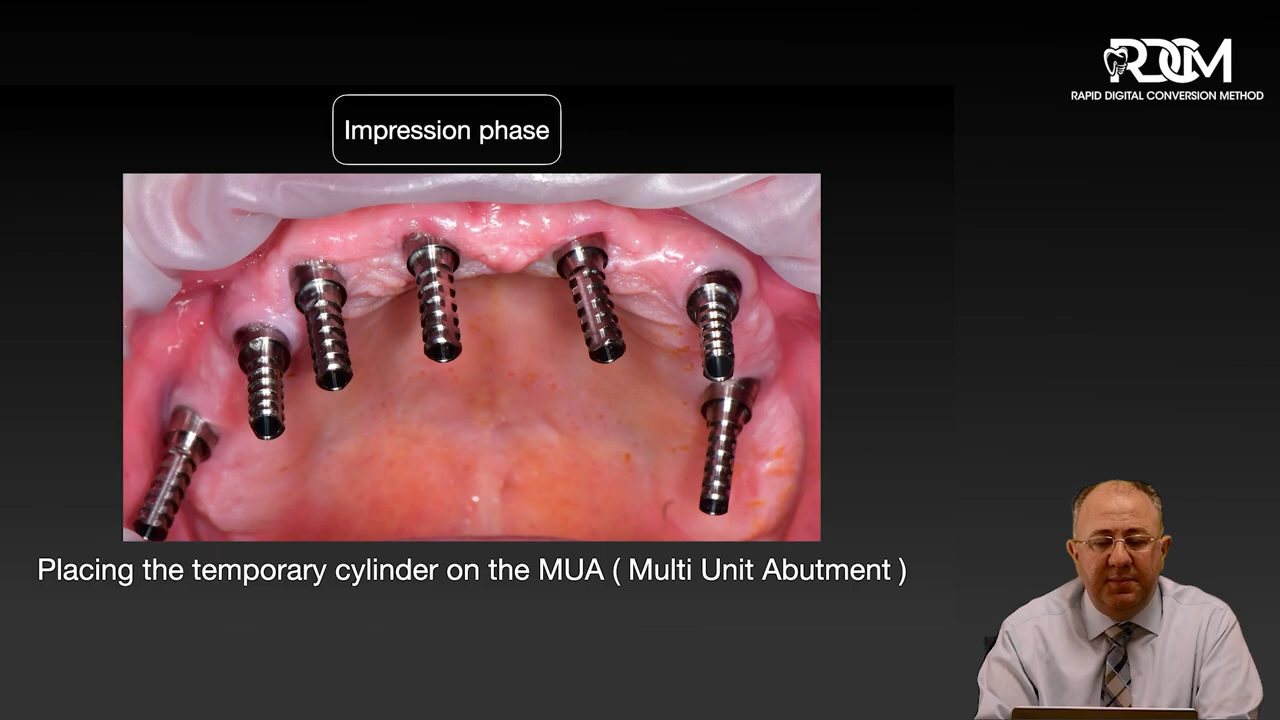 RDCM
RAPID DIGITAL CONVERSION METHOD
Impression phase
Placing the temporary cylinder on the MUA ( Multi Unit Abutment )